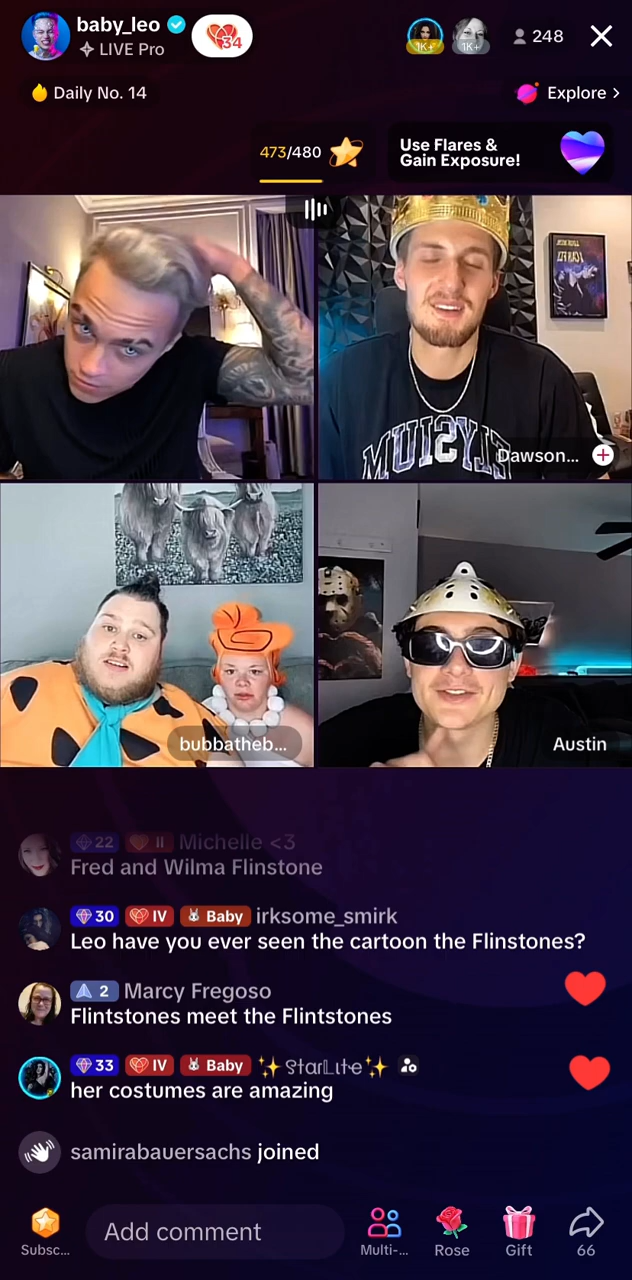 baby_leo
LIVE Pro
34
1K+
1K+
248
Daily No. 14
Explore >
473/480
Use Flares &
Gain Exposure!
Dawson...
bubbatheb...
Austin
22 II Michelle <3
Fred and Wilma Flinstone
30 IV Baby irksome_smirk
Leo have you ever seen the cartoon the Flinstones?
2 Marcy Fregoso
Flintstones meet the Flintstones
33 IV Baby ✨StarLite✨
her costumes are amazing
samirabauersachs joined
Subsc...
Add comment
Multi-...
Rose
Gift
66